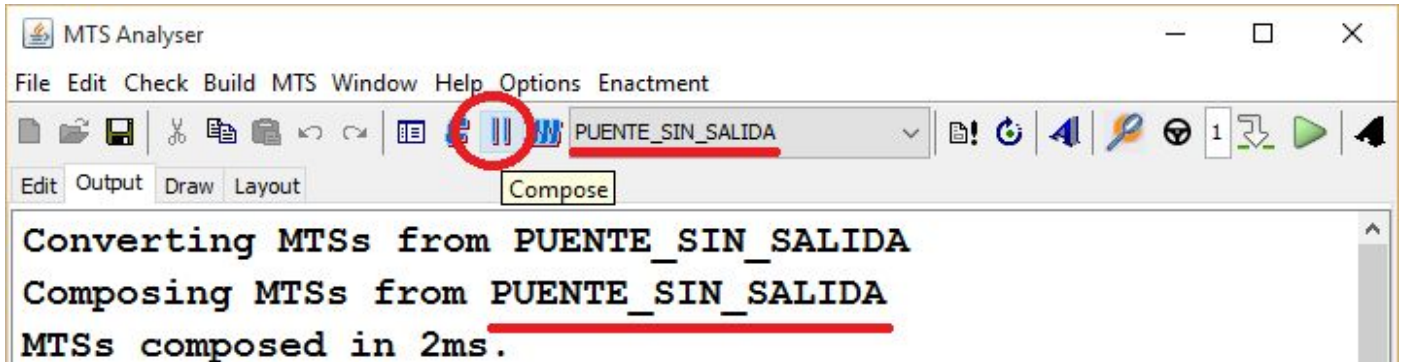 MTS Analyser
File Edit Check Build MTS Window Help Options Enactment
PUENTE_SIN_SALIDA
1
Edit Output Draw Layout
Compose
Converting MTSs from PUENTE_SIN_SALIDA
Composing MTSs from PUENTE_SIN_SALIDA
MTSs composed in 2ms.